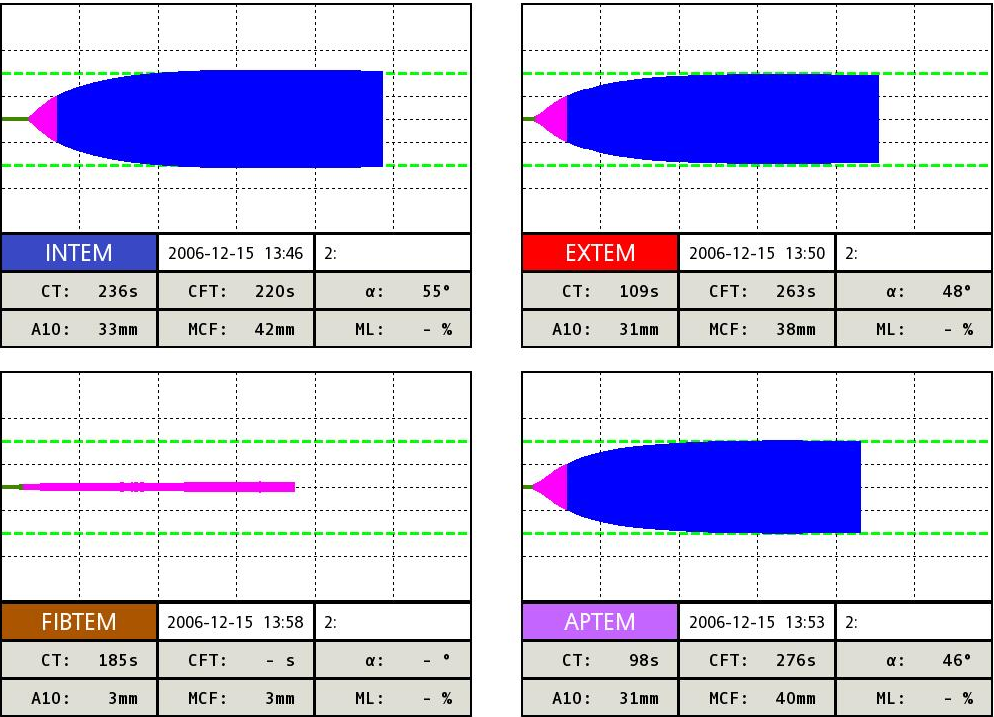 INTEM 2006-12-15 13:46 2:
CT: 236s CFT: 220s α: 55°
A10: 33mm MCF: 42mm ML: - %
EXTEM 2006-12-15 13:50 2:
CT: 109s CFT: 263s α: 48°
A10: 31mm MCF: 38mm ML: - %
FIBTEM 2006-12-15 13:58 2:
CT: 185s CFT: - s α: - °
A10: 3mm MCF: 3mm ML: - %
APTEM 2006-12-15 13:53 2:
CT: 98s CFT: 276s α: 46°
A10: 31mm MCF: 40mm ML: - %